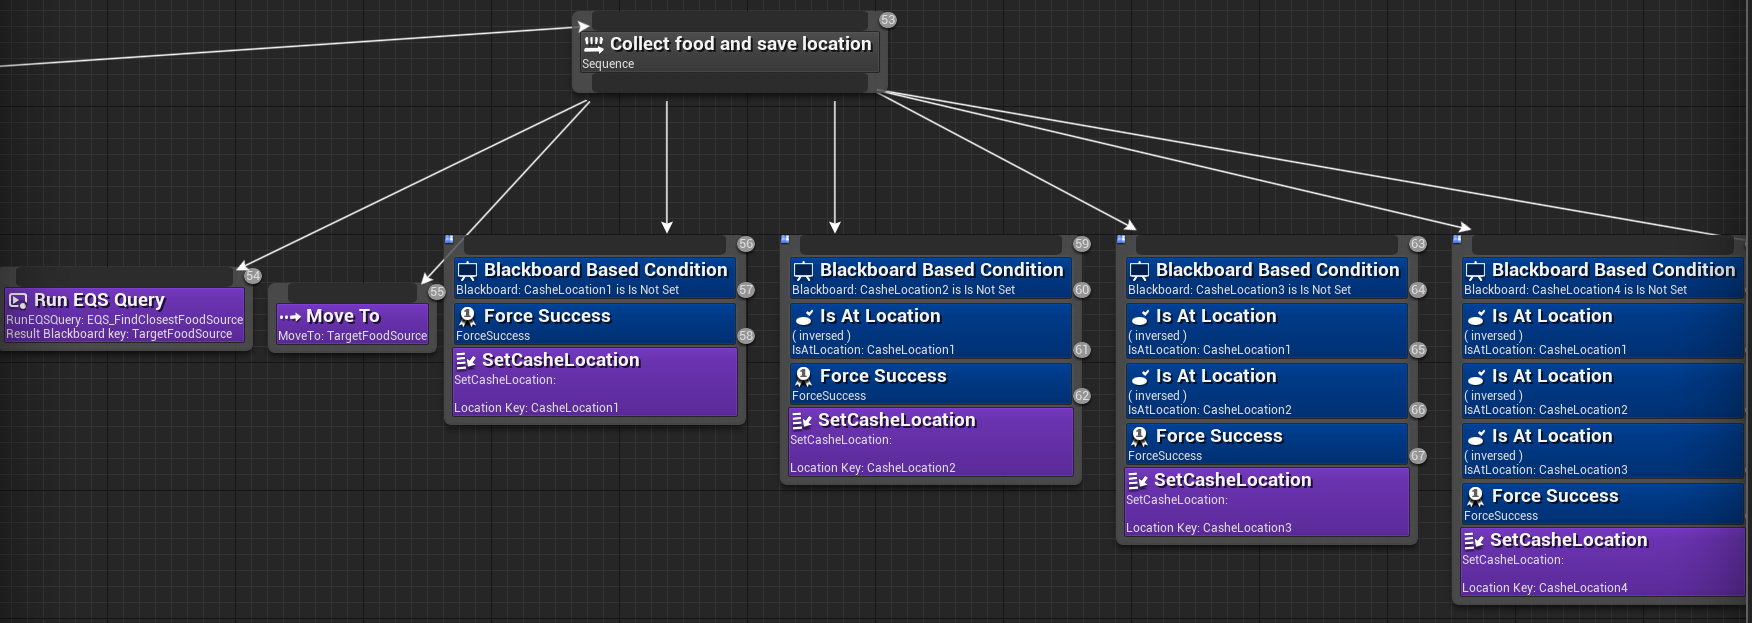 53
Collect food and save location
Sequence
54
Run EQS Query
RunEQSQuery: EQS_FindClosestFoodSource
Result Blackboard key: TargetFoodSource
55
Move To
MoveTo: TargetFoodSource
56
Blackboard Based Condition
Blackboard: CasheLocation1 is Is Not Set
57
Force Success
ForceSuccess
58
SetCasheLocation
SetCasheLocation:
Location Key: CasheLocation1
59
Blackboard Based Condition
Blackboard: CasheLocation2 is Is Not Set
60
Is At Location
( inversed )
IsAtLocation: CasheLocation1
61
Force Success
ForceSuccess
62
SetCasheLocation
SetCasheLocation:
Location Key: CasheLocation2
63
Blackboard Based Condition
Blackboard: CasheLocation3 is Is Not Set
64
Is At Location
( inversed )
IsAtLocation: CasheLocation1
65
Is At Location
( inversed )
IsAtLocation: CasheLocation2
66
Force Success
ForceSuccess
67
SetCasheLocation
SetCasheLocation:
Location Key: CasheLocation3
Blackboard Based Condition
Blackboard: CasheLocation4 is Is Not Set
Is At Location
( inversed )
IsAtLocation: CasheLocation1
Is At Location
( inversed )
IsAtLocation: CasheLocation2
Is At Location
( inversed )
IsAtLocation: CasheLocation3
Force Success
ForceSuccess
SetCasheLocation
SetCasheLocation:
Location Key: CasheLocation4